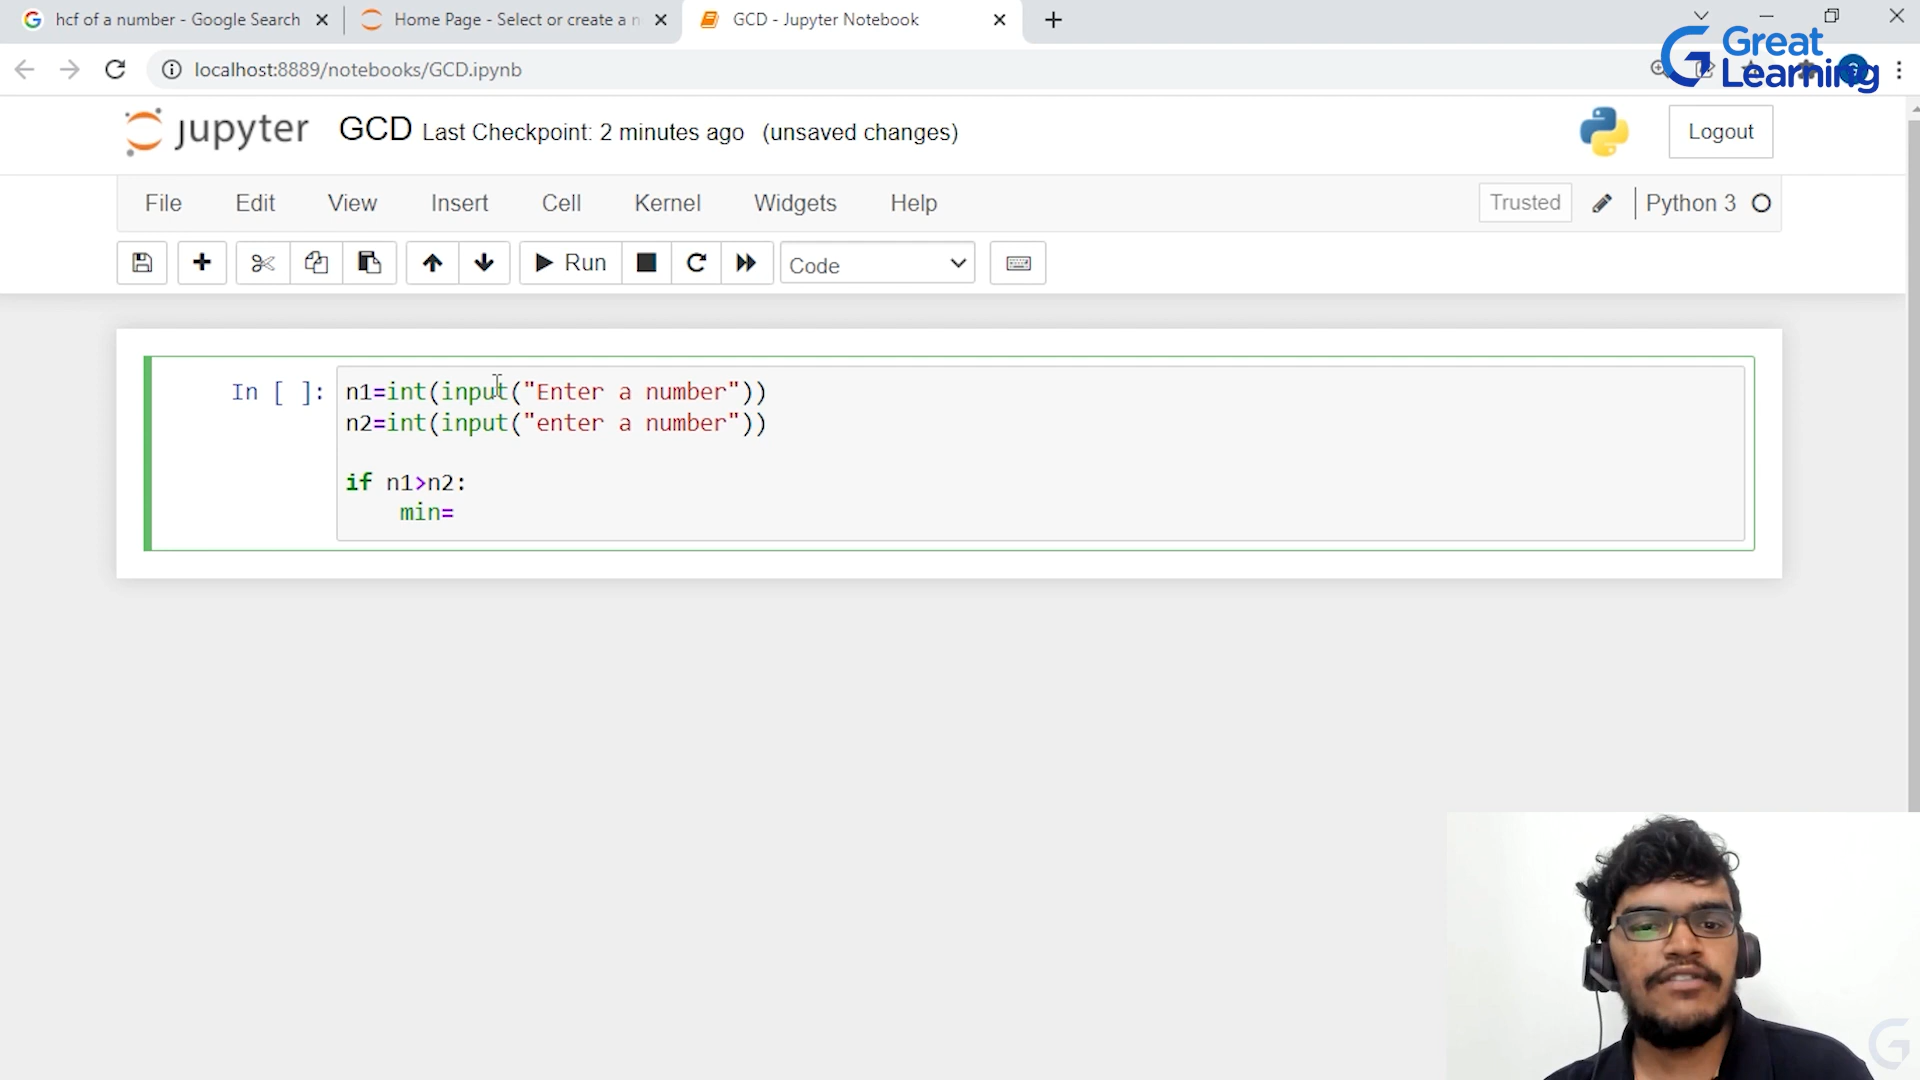 hcf of a number - Google Search
Home Page - Select or create a n
GCD - Jupyter Notebook
localhost:8889/notebooks/GCD.ipynb
Great
Learning
jupyter GCD Last Checkpoint: 2 minutes ago (unsaved changes)
Logout
File Edit View Insert Cell Kernel Widgets Help
Trusted
Python 3
Run
Code
In [ ]:
n1=int(input("Enter a number"))
n2=int(input("enter a number"))
if n1>n2:
min=